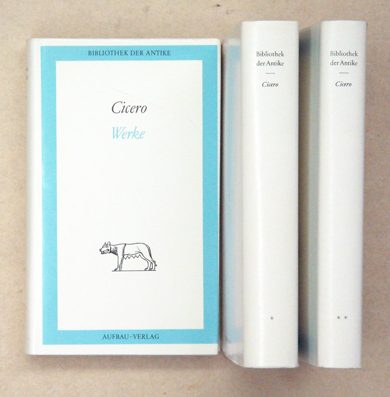 BIBLIOTHEK DER ANTIKE
Cicero
Werke
AUFBAU-VERLAG
Bibliothek
der Antike
Cicero
*
Bibliothek
der Antike
Cicero
* *